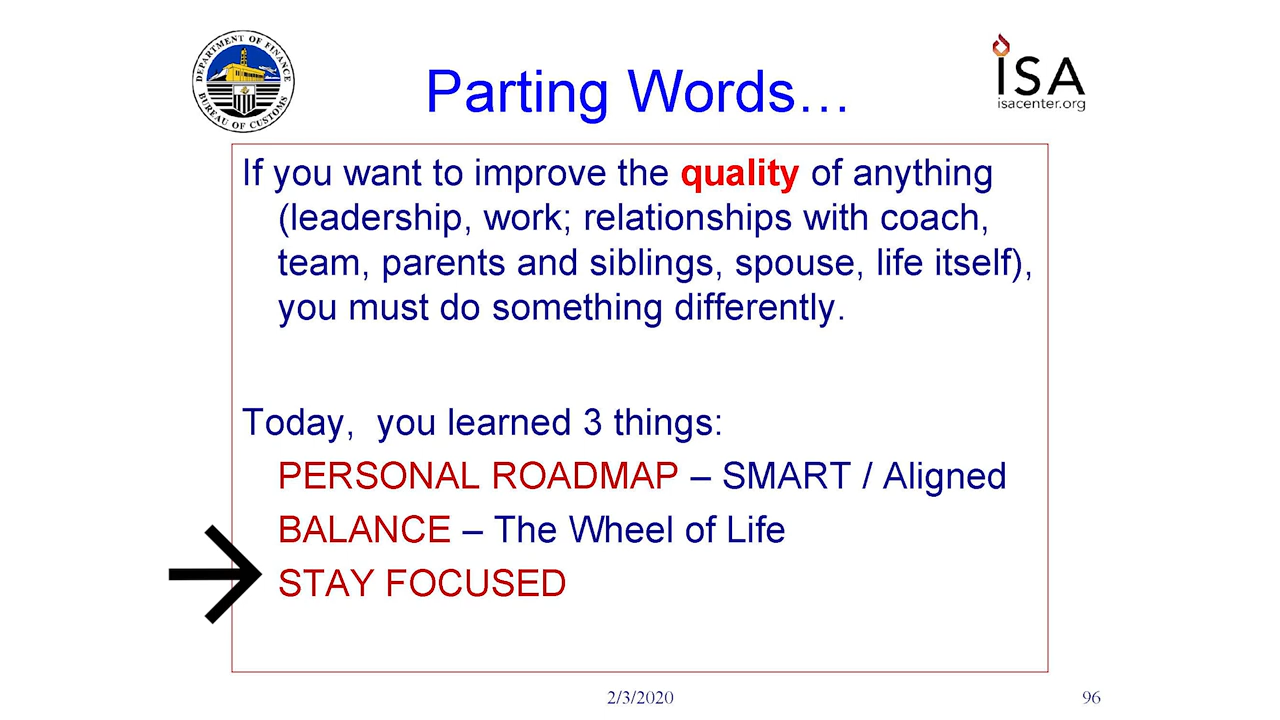 DEPARTMENT OF FINANCE
BUREAU OF CUSTOMS
Parting Words…
ISA
isacenter.org
If you want to improve the quality of anything
(leadership, work; relationships with coach,
team, parents and siblings, spouse, life itself),
you must do something differently.
Today,  you learned 3 things:
PERSONAL ROADMAP – SMART / Aligned
BALANCE – The Wheel of Life
STAY FOCUSED
2/3/2020
96